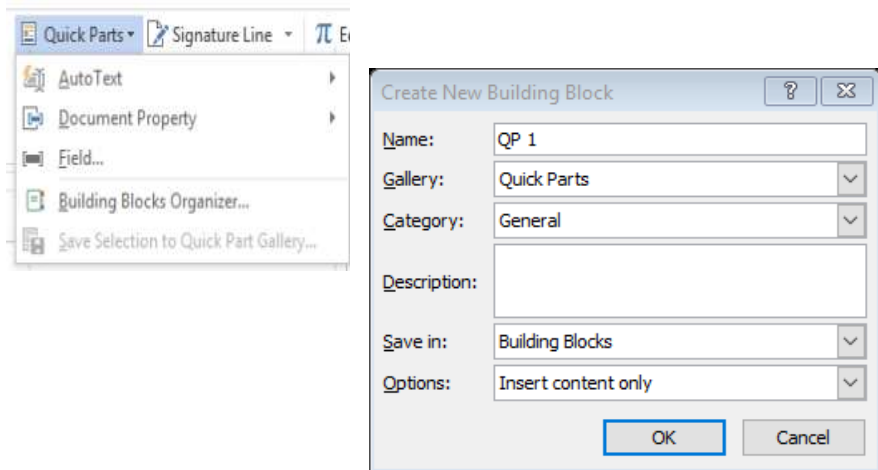 Quick Parts Signature Line π E
AutoText
Document Property
Field...
Building Blocks Organizer...
Save Selection to Quick Part Gallery...
Create New Building Block ?
Name: QP 1
Gallery: Quick Parts
Category: General
Description:
Save in: Building Blocks
Options: Insert content only
OK Cancel